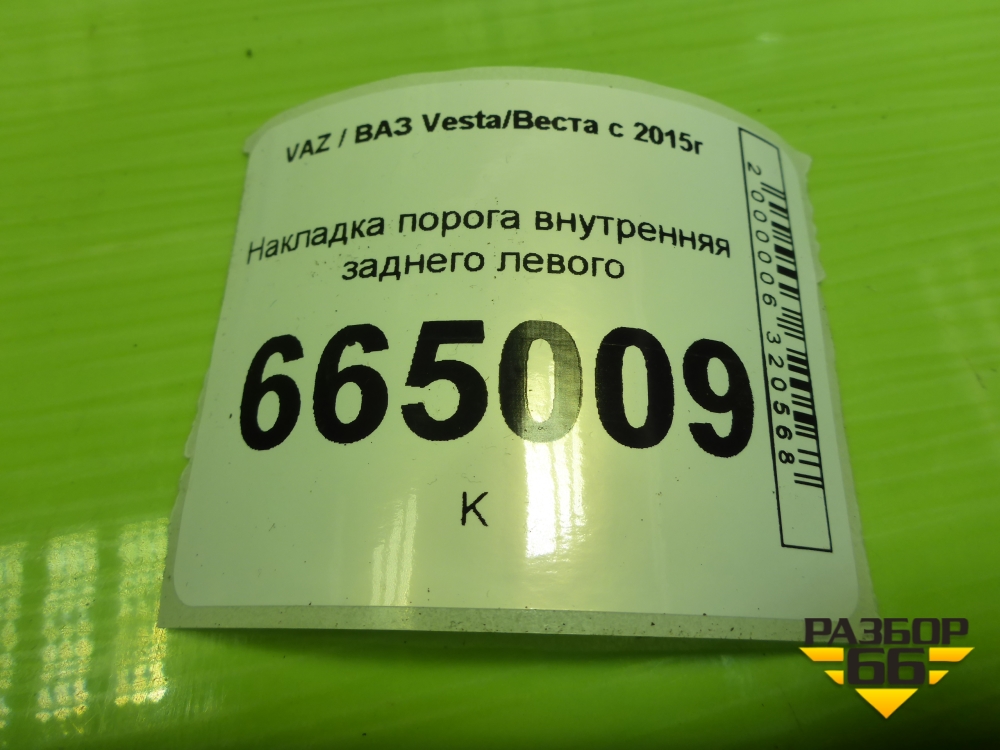 VAZ / ВАЗ Vesta/Веста с 2015г
Накладка порога внутренняя
заднего левого
665009
К
2000006320568
РАЗБОР
66